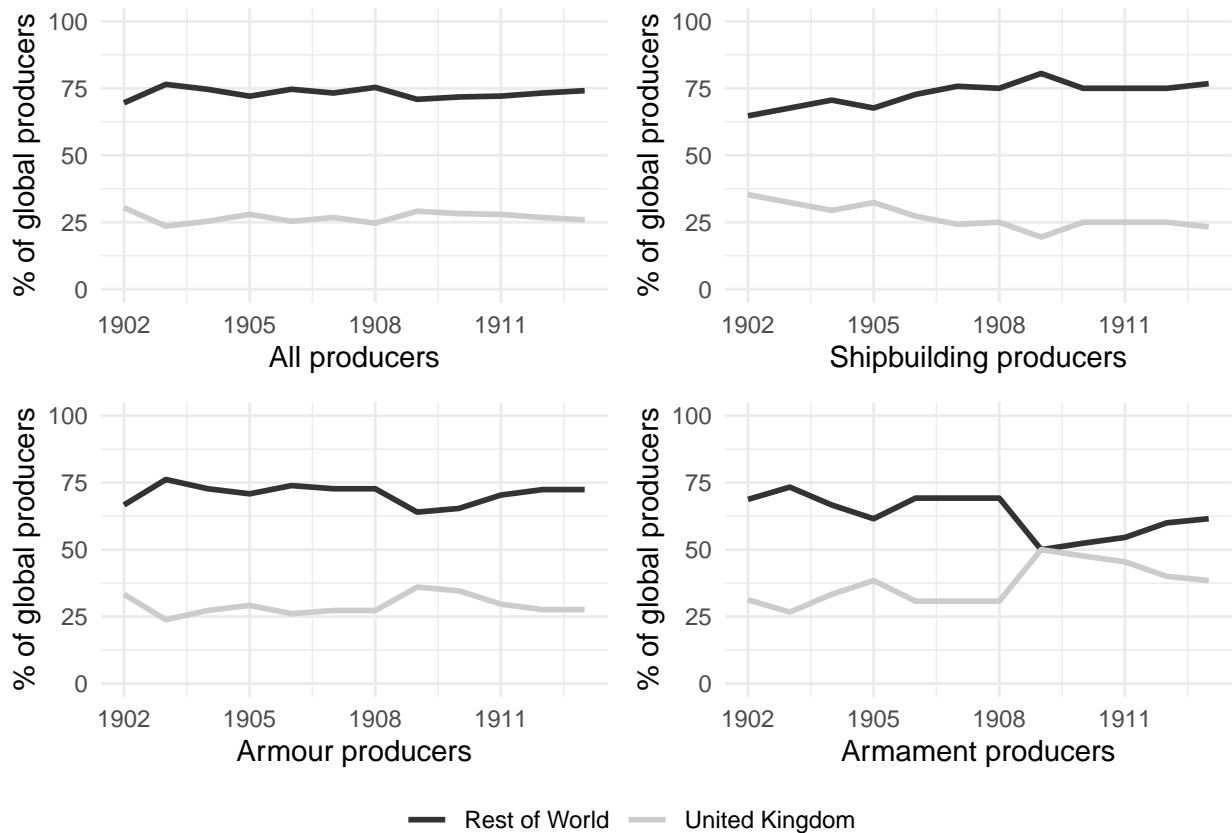 % of global producers
100
75
50
25
0
1902 1905 1908 1911
All producers
% of global producers
100
75
50
25
0
1902 1905 1908 1911
Shipbuilding producers
% of global producers
100
75
50
25
0
1902 1905 1908 1911
Armour producers
% of global producers
100
75
50
25
0
1902 1905 1908 1911
Armament producers
Rest of World United Kingdom